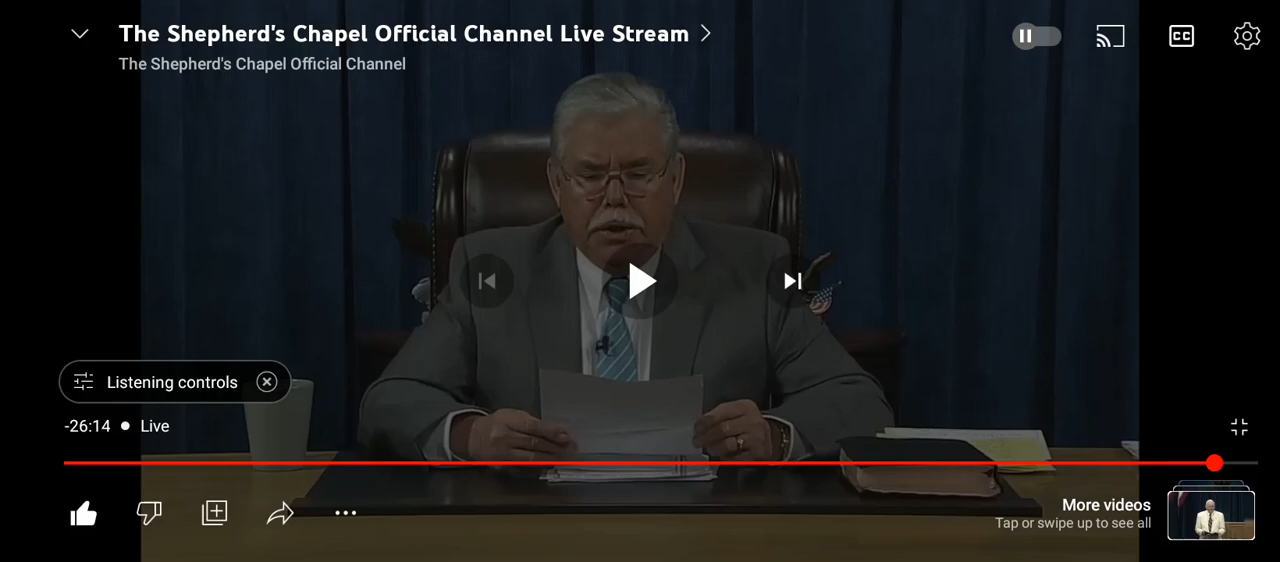 The Shepherd's Chapel Official Channel Live Stream
The Shepherd's Chapel Official Channel
CC
Listening controls
-26:14 Live
More videos
Tap or swipe up to see all